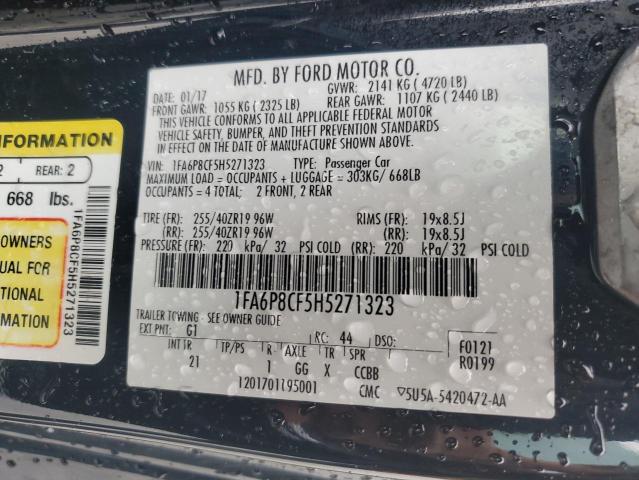 MFD. BY FORD MOTOR CO.
DATE: 01/17 GVWR: 2141 KG ( 4720 LB)
FRONT GAWR: 1055 KG ( 2325 LB) REAR GAWR: 1107 KG ( 2440 LB)
THIS VEHICLE CONFORMS TO ALL APPLICABLE FEDERAL MOTOR
VEHICLE SAFETY, BUMPER, AND THEFT PREVENTION STANDARDS
IN EFFECT ON THE DATE OF MANUFACTURE SHOWN ABOVE.
VIN: 1FA6P8CF5H5271323 TYPE: Passenger Car
MAXIMUM LOAD = OCCUPANTS + LUGGAGE = 303KG/ 668LB
OCCUPANTS = 4 TOTAL: 2 FRONT, 2 REAR
TIRE (FR): 255/40ZR19 96W RIMS (FR): 19x8.5J
(RR): 255/40ZR19 96W (RR): 19x8.5J
PRESSURE (FR): 220 kPa/ 32 PSI COLD (RR): 220 kPa/ 32 PSI COLD
1FA6P8CF5H5271323
TRAILER TOWING - SEE OWNER GUIDE
EXT PNT: G1 RC: 44 DSO:
F0121
R0199
INT TR TP/PS R AXLE TR SPR
21 1 GG X CCBB
1201701195001 CMC 5U5A-5420472-AA
INFORMATION
2 REAR: 2
668 lbs.
OWNERS
UAL FOR
TIONAL
RMATION
1FA6P8CF5H5271323